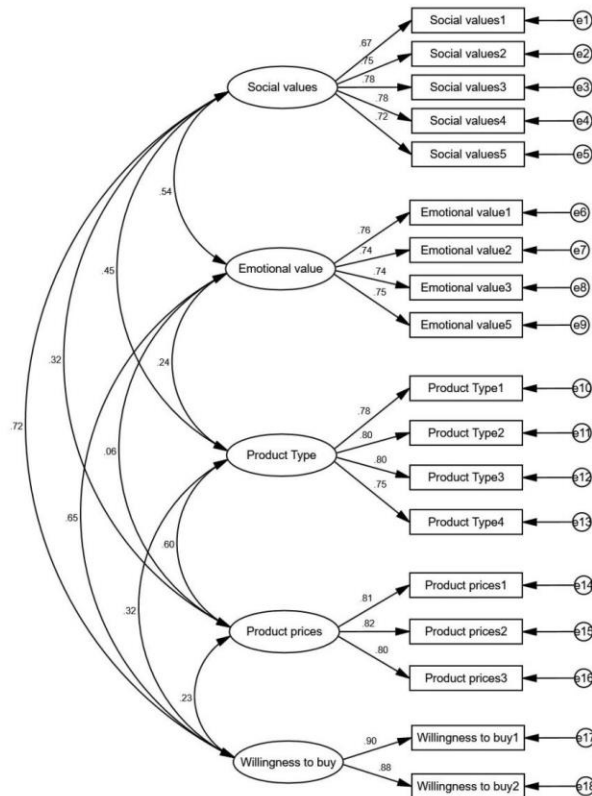 Social values1
e1
.67
Social values2
e2
.75
Social values
Social values3
e3
.78
Social values4
e4
.78
Social values5
e5
.72
.54
Emotional value1
e6
.76
Emotional value2
e7
.74
Emotional value
Emotional value3
e8
.74
Emotional value5
e9
.75
.45
.24
.32
.72
Product Type1
e10
.78
Product Type2
e11
.80
Product Type
Product Type3
e12
.80
Product Type4
e13
.75
.06
.65
.60
.32
Product prices1
e14
.81
Product prices
Product prices2
e15
.82
Product prices3
e16
.80
.23
Willingness to buy1
e17
.90
Willingness to buy
Willingness to buy2
e18
.88